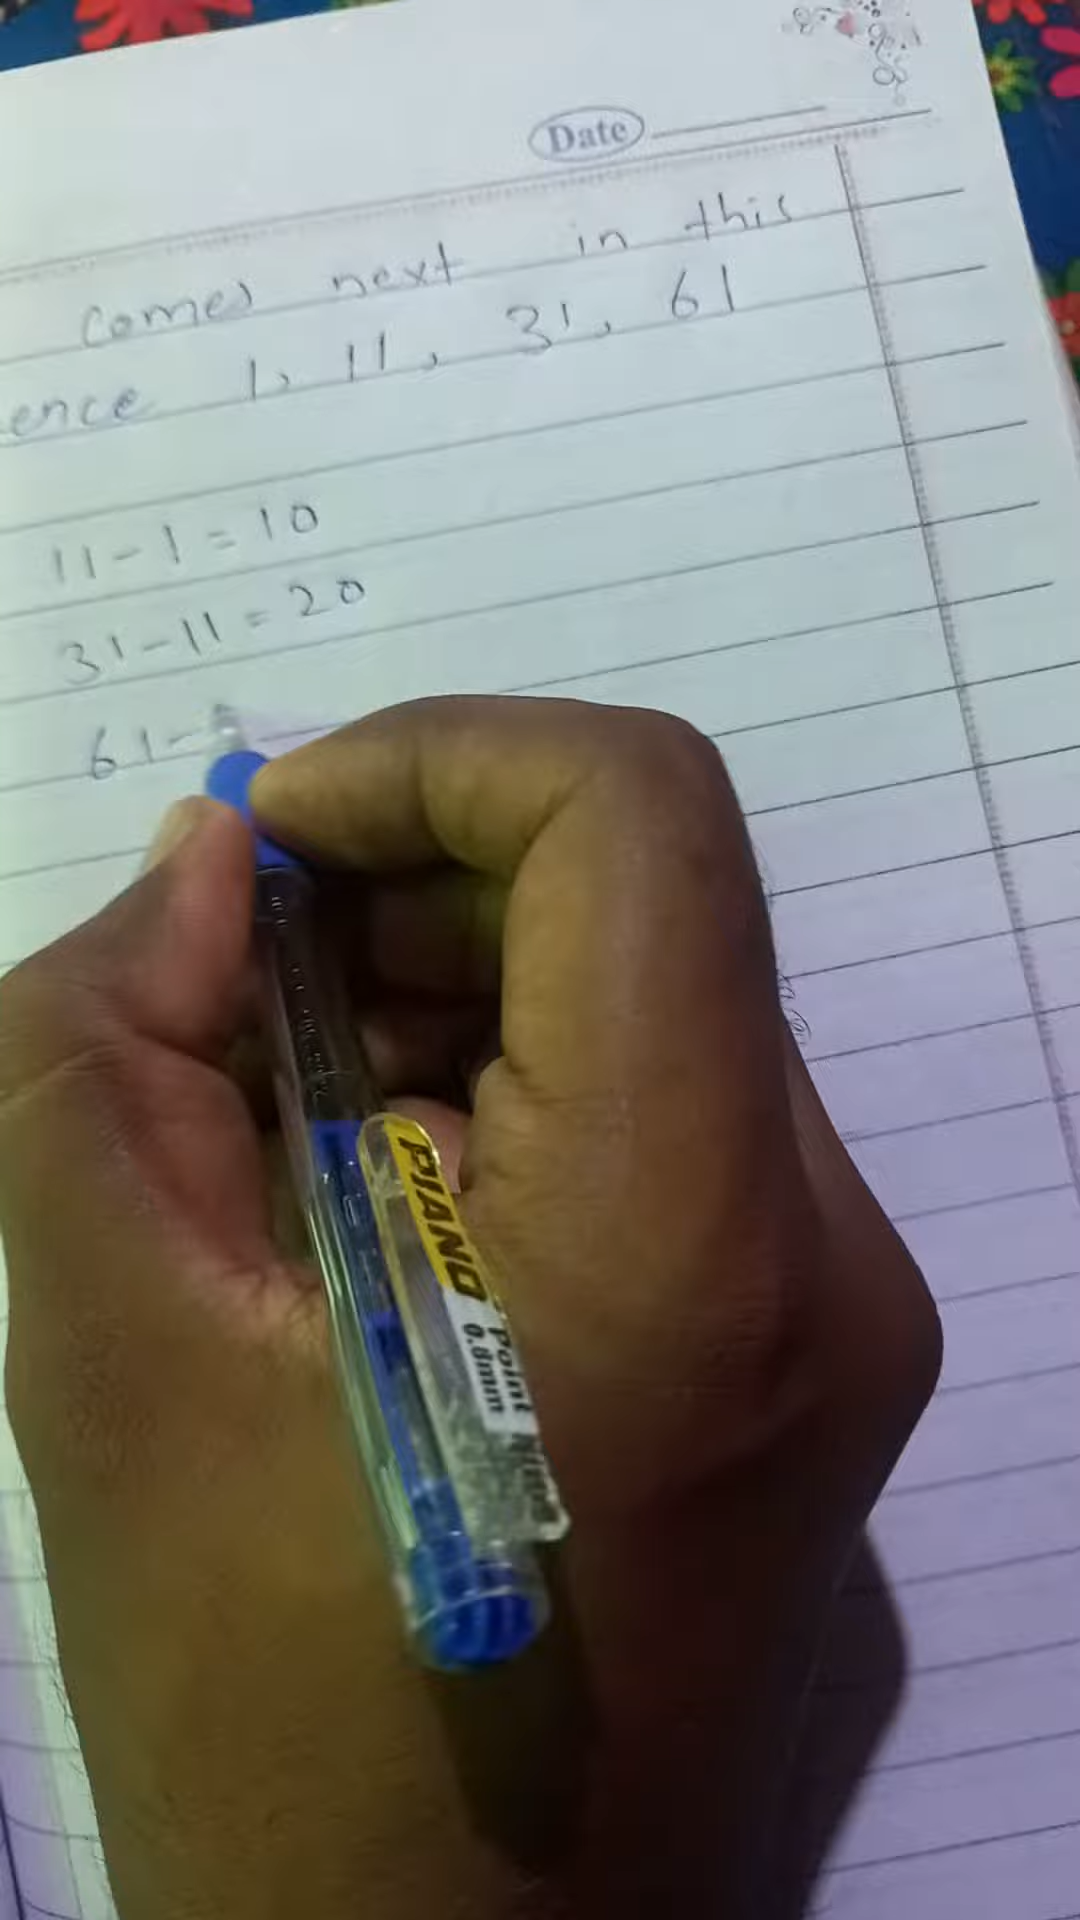 Date
comes next in this
ence 1, 11, 31, 61
11-1=10
31-11=20
61-
PIANO
Point
0.8mm